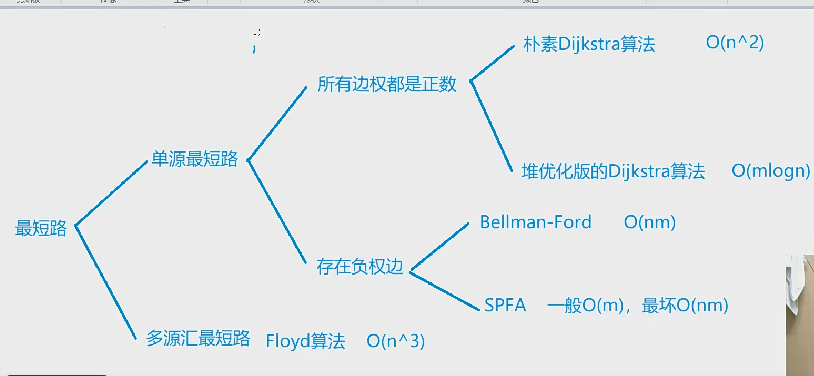 朴素Dijkstra算法 O(n^2)
所有边权都是正数
单源最短路
堆优化版的Dijkstra算法 O(mlogn)
最短路
Bellman-Ford O(nm)
存在负权边
SPFA 一般O(m)，最坏O(nm)
多源汇最短路 Floyd算法 O(n^3)